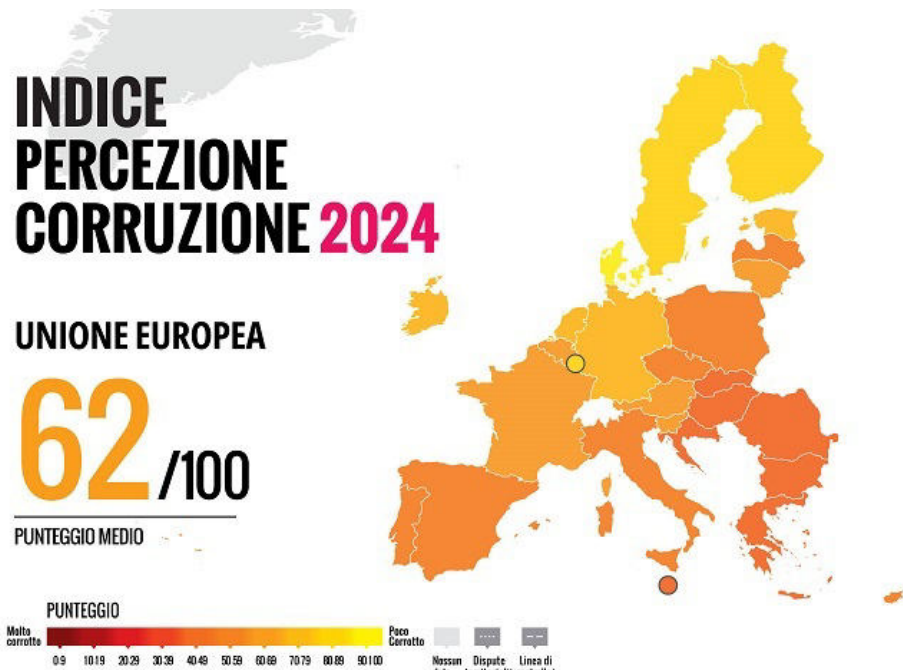 INDICE
PERCEZIONE
CORRUZIONE 2024
UNIONE EUROPEA
62/100
PUNTEGGIO MEDIO
PUNTEGGIO
Molto
corrotto
Poco
Corrotto
0-9 10-19 20-29 30-39 40-49 50-59 60-69 70-79 80-89 90-100
Nessun Dispute Linea di